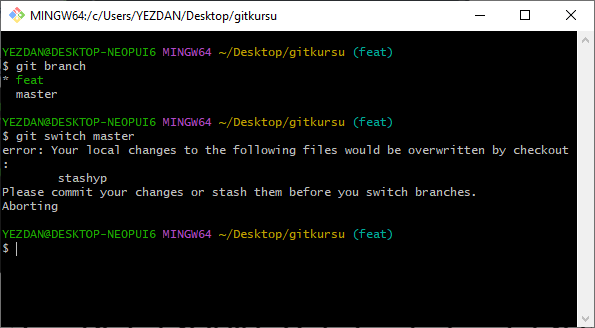 MINGW64:/c/Users/YEZDAN/Desktop/gitkursu
YEZDAN@DESKTOP-NEOPUI6 MINGW64 ~/Desktop/gitkursu (feat)
$ git branch
* feat
  master
YEZDAN@DESKTOP-NEOPUI6 MINGW64 ~/Desktop/gitkursu (feat)
$ git switch master
error: Your local changes to the following files would be overwritten by checkout
:
        stashyp
Please commit your changes or stash them before you switch branches.
Aborting
YEZDAN@DESKTOP-NEOPUI6 MINGW64 ~/Desktop/gitkursu (feat)
$